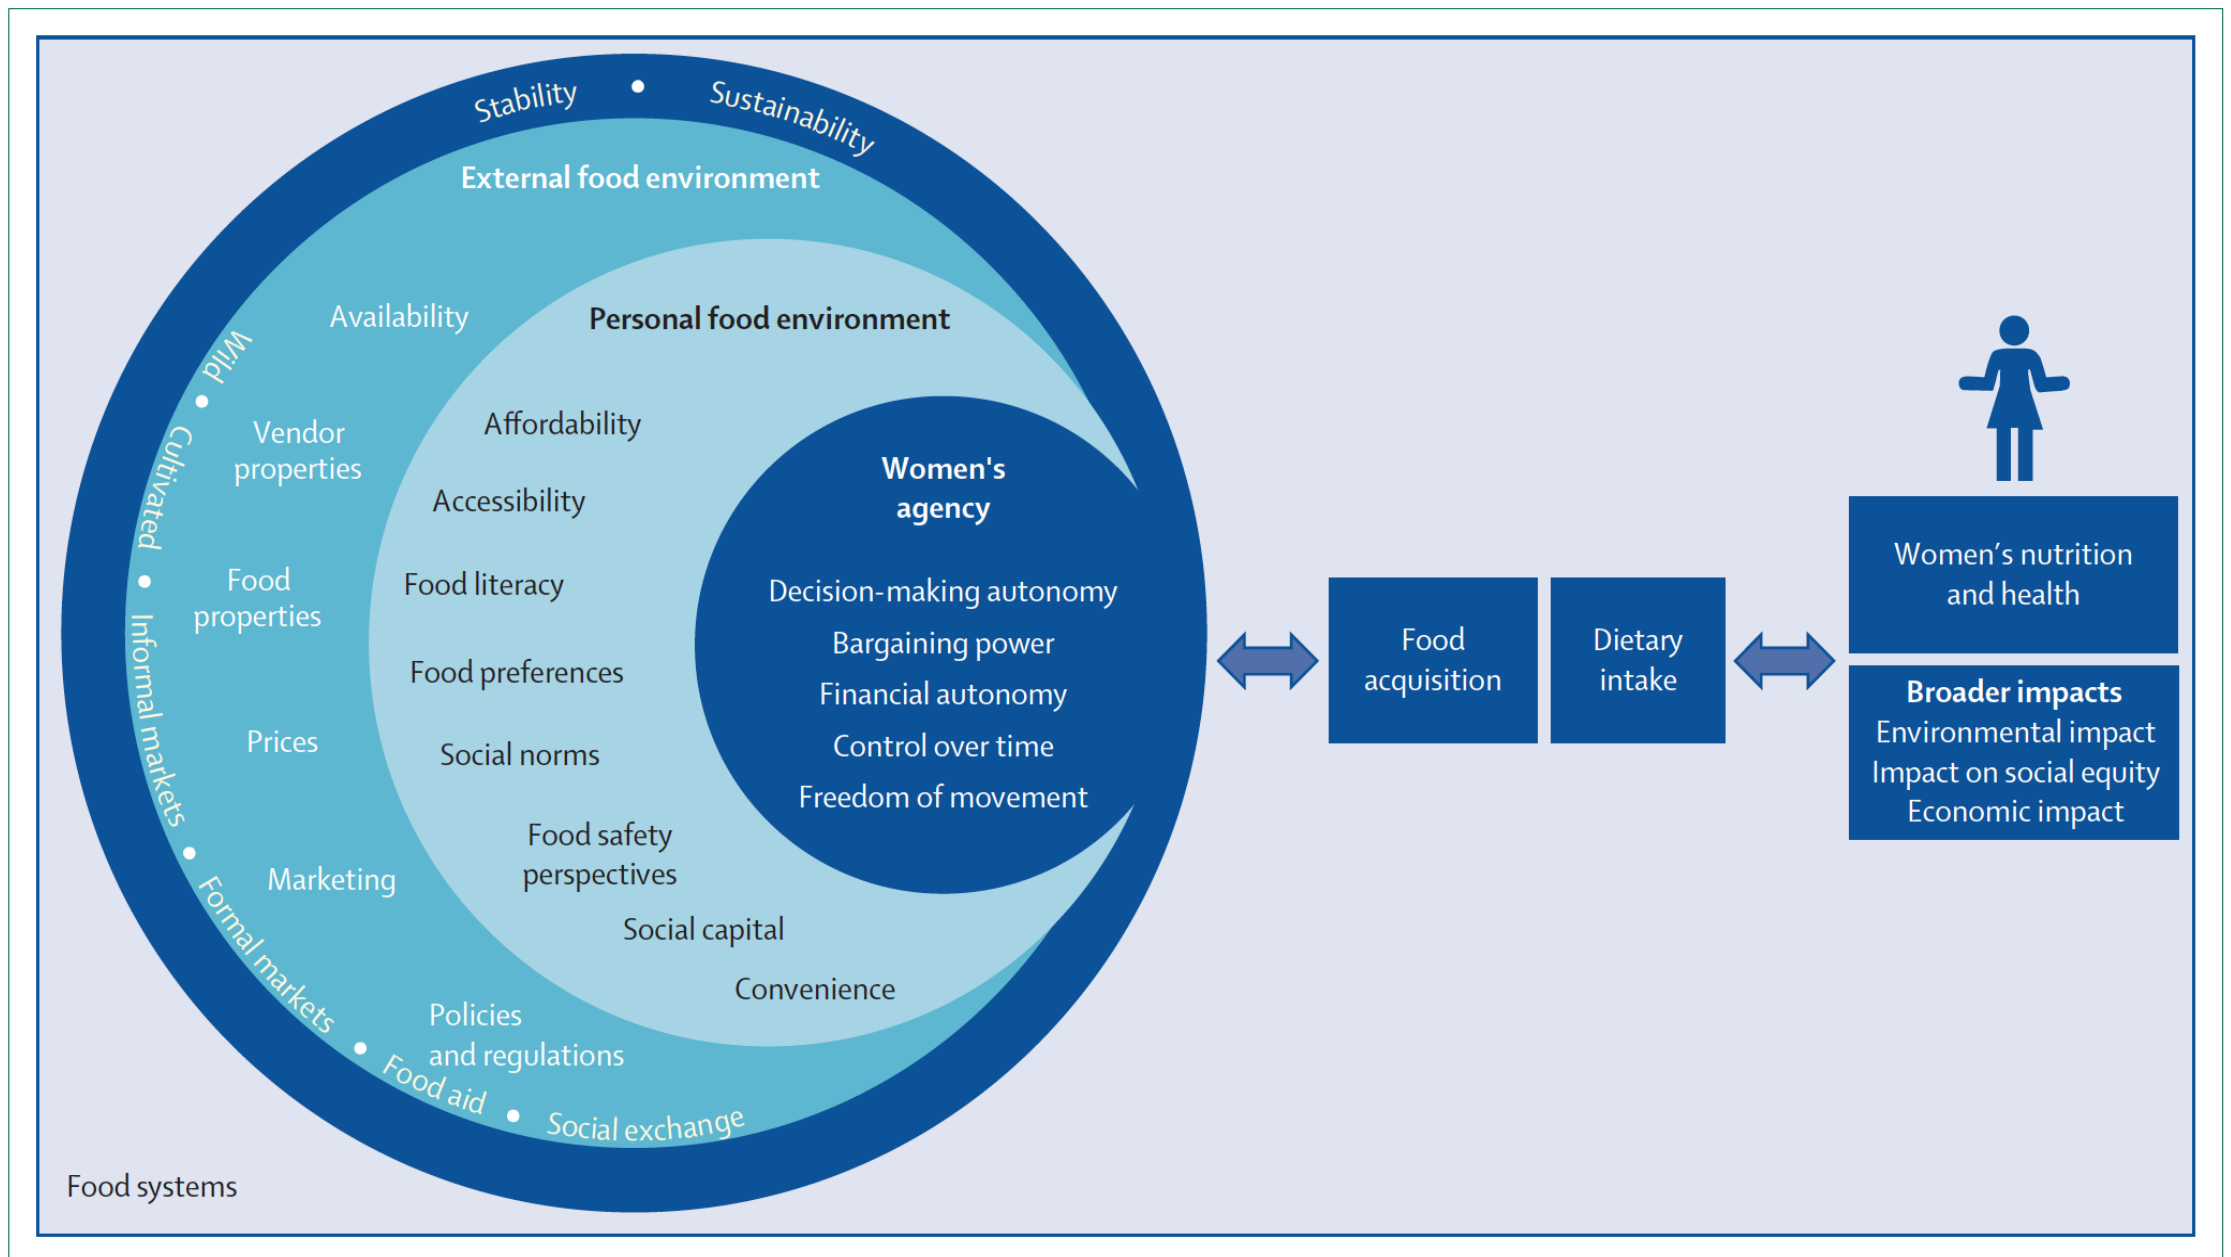 Stability • Sustainability
External food environment
Availability
Vendor
properties
Food
properties
Prices
Marketing
Policies
and regulations
Wild • Cultivated • Informal markets • Formal markets • Food aid • Social exchange
Personal food environment
Affordability
Accessibility
Food literacy
Food preferences
Social norms
Food safety
perspectives
Social capital
Convenience
Women's
agency
Decision-making autonomy
Bargaining power
Financial autonomy
Control over time
Freedom of movement
Food
acquisition
Dietary
intake
Women’s nutrition
and health
Broader impacts
Environmental impact
Impact on social equity
Economic impact
Food systems